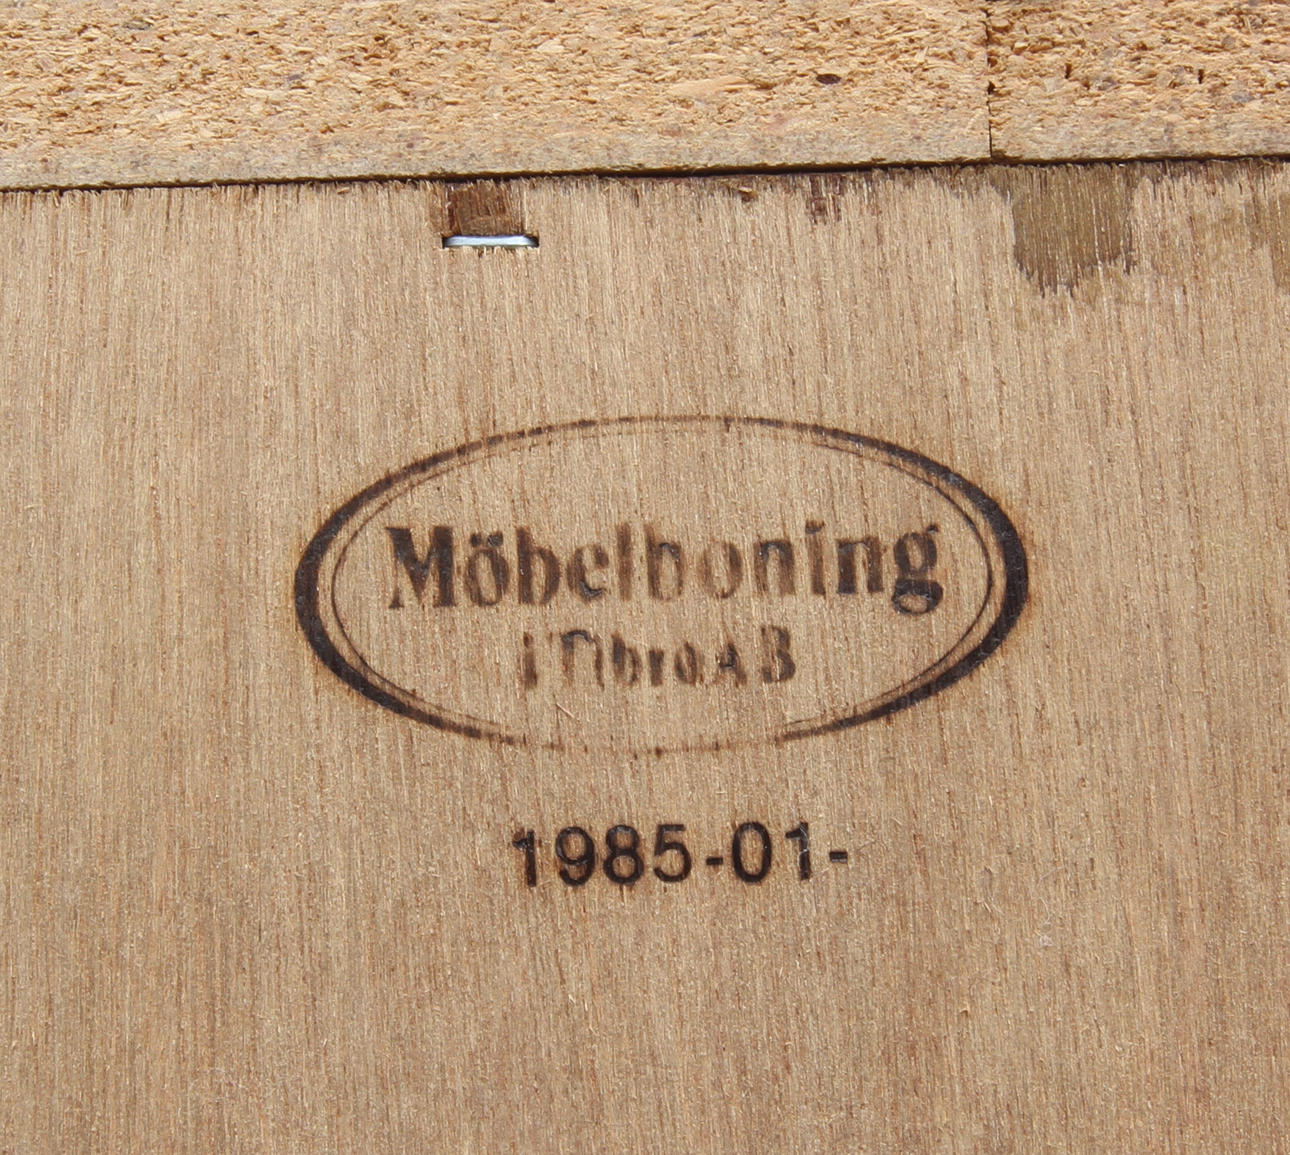 Möbelboning
i Tibro AB
1985-01-